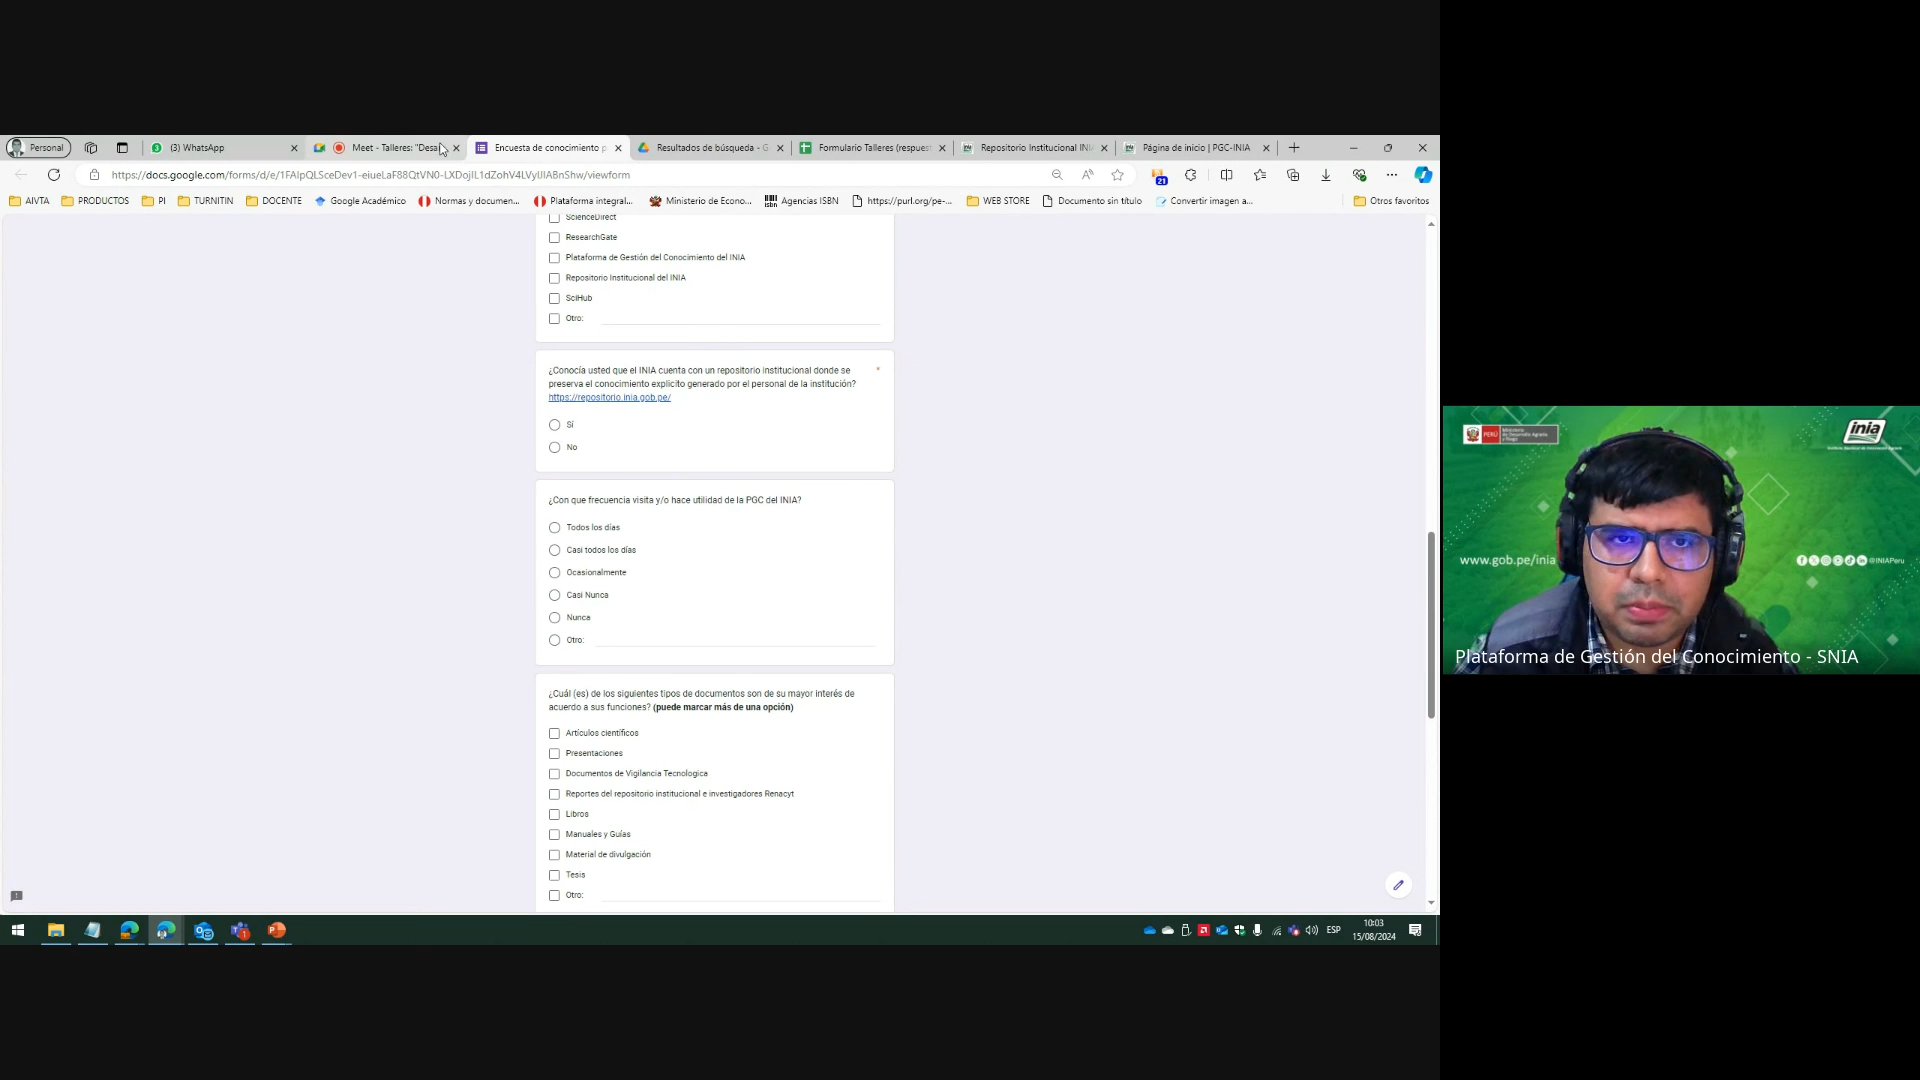 Personal
(3) WhatsApp
Meet - Talleres: "Desa
Encuesta de conocimiento p
Resultados de búsqueda - G
Formulario Talleres (respuest
Repositorio Institucional INI
Página de inicio | PGC-INIA
https://docs.google.com/forms/d/e/1FAIpQLSceDev1-eiueLaF88QtVN0-LXDojIL1dZohV4LVyIJIABnShw/viewform
21
AIVTA
PRODUCTOS
PI
TURNITIN
DOCENTE
Google Académico
Normas y documen...
Plataforma integral...
Ministerio de Econo...
Agencias ISBN
https://purl.org/pe-...
WEB STORE
Documento sin título
Convertir imagen a...
Otros favoritos
ScienceDirect
ResearchGate
Plataforma de Gestión del Conocimiento del INIA
Repositorio Institucional del INIA
SciHub
Otro:
¿Conocía usted que el INIA cuenta con un repositorio institucional donde se *
preserva el conocimiento explicito generado por el personal de la institución?
https://repositorio.inia.gob.pe/
Sí
No
¿Con que frecuencia visita y/o hace utilidad de la PGC del INIA?
Todos los días
Casi todos los días
Ocasionalmente
Casi Nunca
Nunca
Otro:
¿Cuál (es) de los siguientes tipos de documentos son de su mayor interés de
acuerdo a sus funciones? (puede marcar más de una opción)
Artículos científicos
Presentaciones
Documentos de Vigilancia Tecnologica
Reportes del repositorio institucional e investigadores Renacyt
Libros
Manuales y Guías
Material de divulgación
Tesis
Otro:
ESP
10:03
15/08/2024
PERÚ
inia
www.gob.pe/inia
@INIAPeru
Plataforma de Gestión del Conocimiento - SNIA